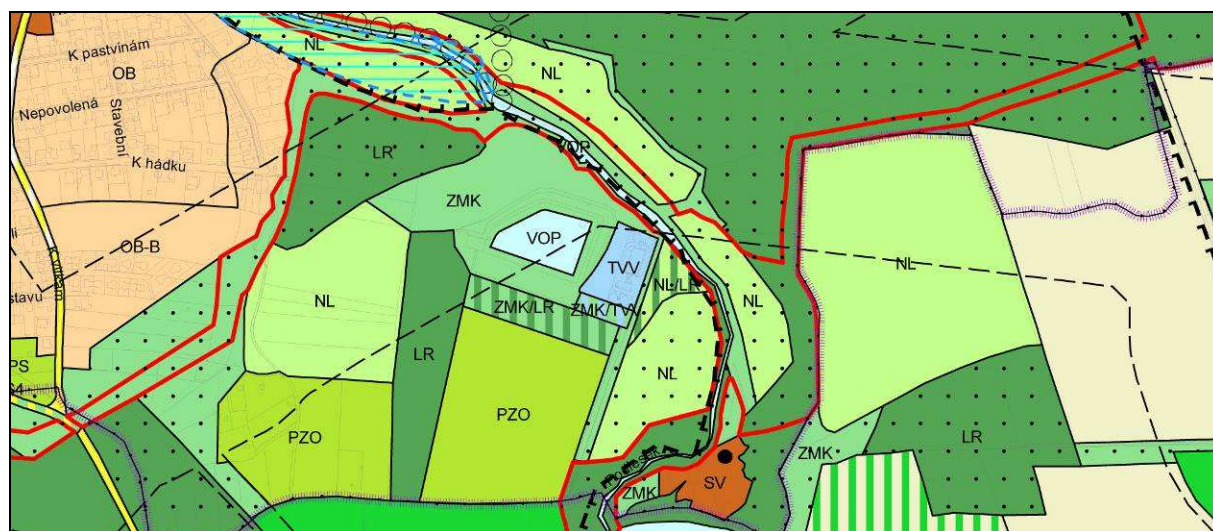 NL
K pastvinám
OB
Nepovolená
Stavební
K hádku
NL
VOP
LR
ZMK
VOP
OB-B
TVV
NL
NL
NL/LR
NL
ZMK/LR
ZMK/TVV
LR
NL
PS
PZO
PZO
LR
ZMK
SV
ZMK